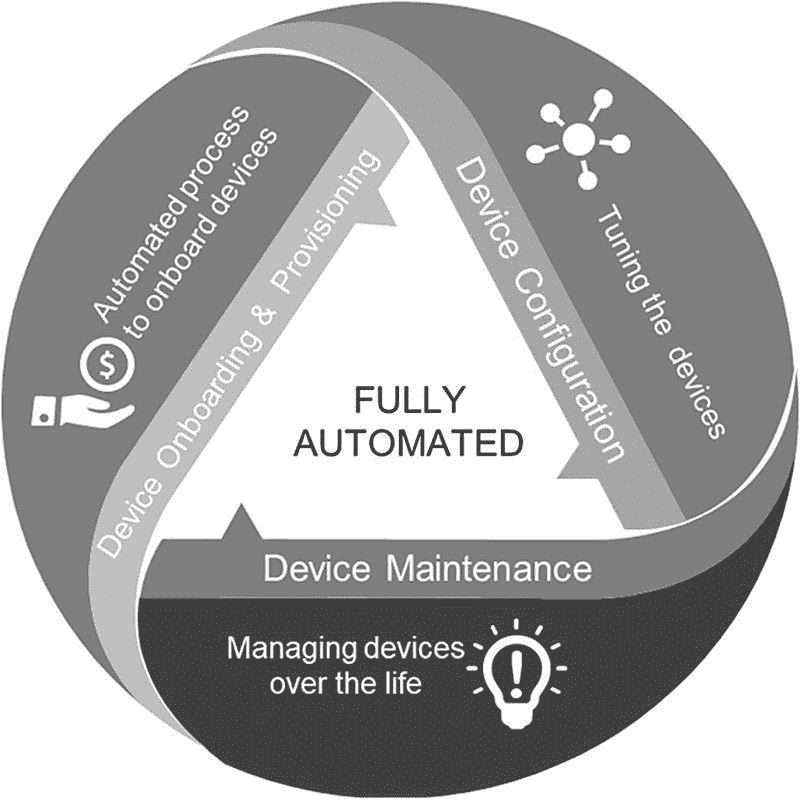 Automated process
to onboard devices
$
Device Onboarding & Provisioning
Device Configuration
Tuning the devices
FULLY
AUTOMATED
Device Maintenance
Managing devices
over the life
!